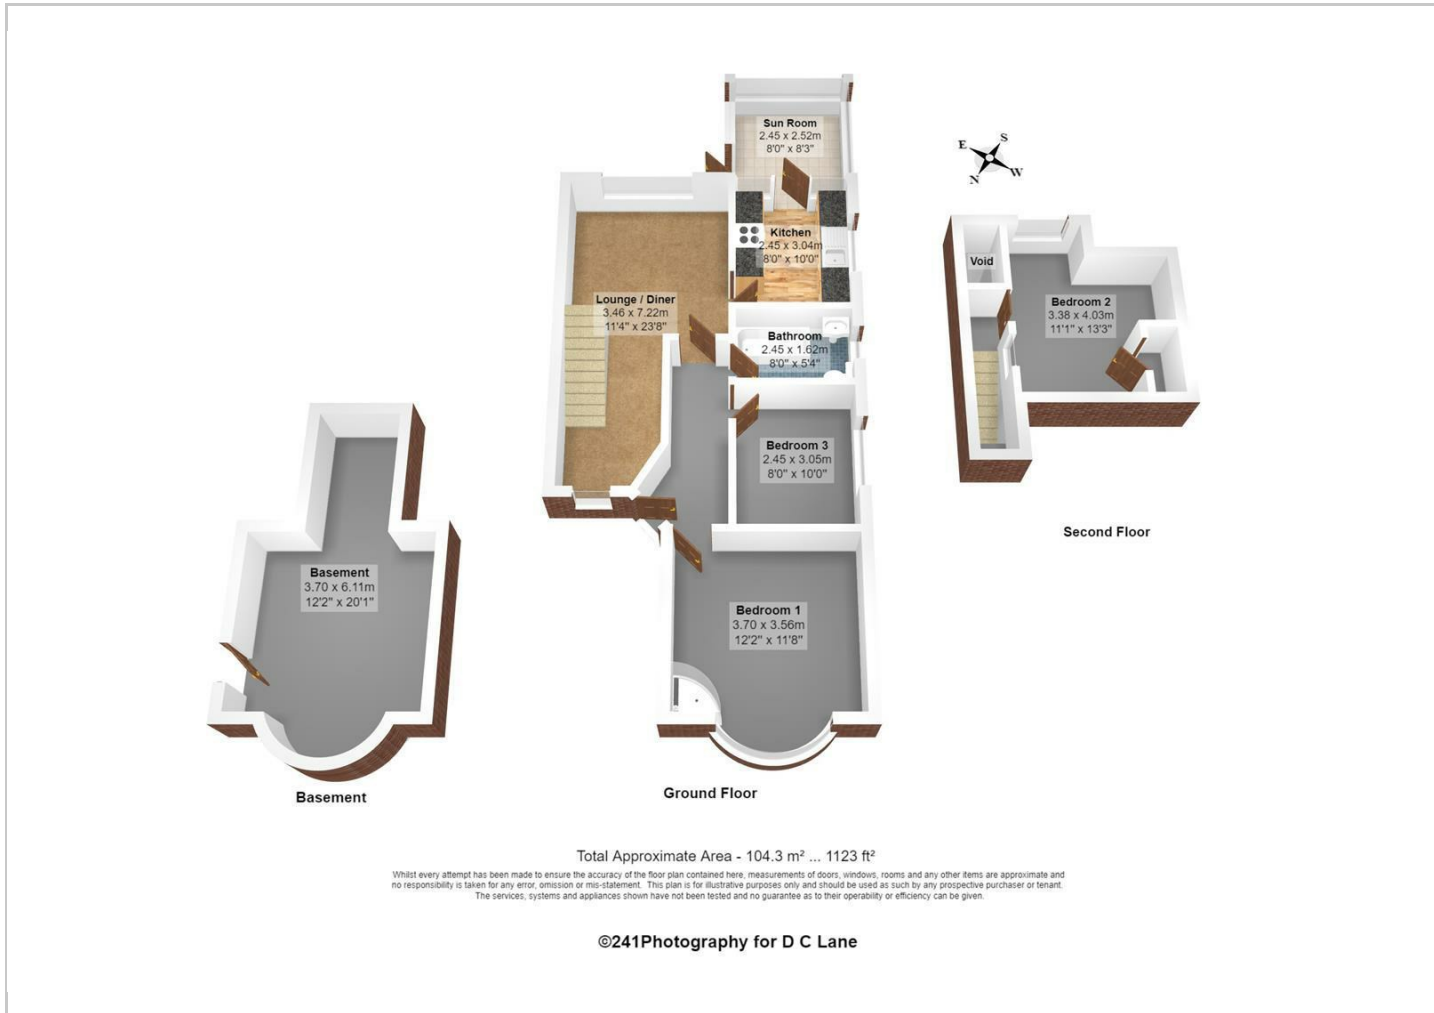 Sun Room
2.45 x 2.52m
8'0" x 8'3"
E
S
N
W
Kitchen
2.45 x 3.04m
8'0" x 10'0"
Void
Lounge / Diner
3.46 x 7.22m
11'4" x 23'8"
Bedroom 2
3.38 x 4.03m
11'1" x 13'3"
Bathroom
2.45 x 1.62m
8'0" x 5'4"
Bedroom 3
2.45 x 3.05m
8'0" x 10'0"
Second Floor
Basement
3.70 x 6.11m
12'2" x 20'1"
Bedroom 1
3.70 x 3.56m
12'2" x 11'8"
Basement
Ground Floor
Total Approximate Area - 104.3 m² ... 1123 ft²
Whilst every attempt has been made to ensure the accuracy of the floor plan contained here, measurements of doors, windows, rooms and any other items are approximate and
no responsibility is taken for any error, omission or mis-statement. This plan is for illustrative purposes only and should be used as such by any prospective purchaser or tenant.
The services, systems and appliances shown have not been tested and no guarantee as to their operability or efficiency can be given.
©241Photography for D C Lane